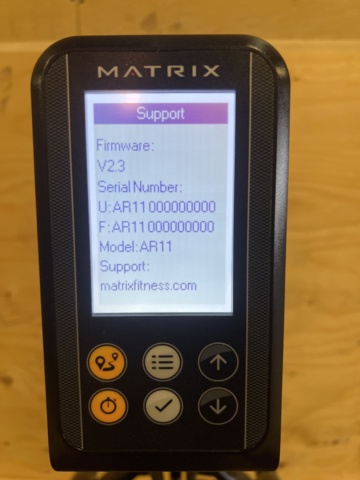 MATRIX
Support
Firmware:
V2.3
Serial Number:
U:AR11000000000
F:AR11000000000
Model:AR11
Support:
matrixfitness.com